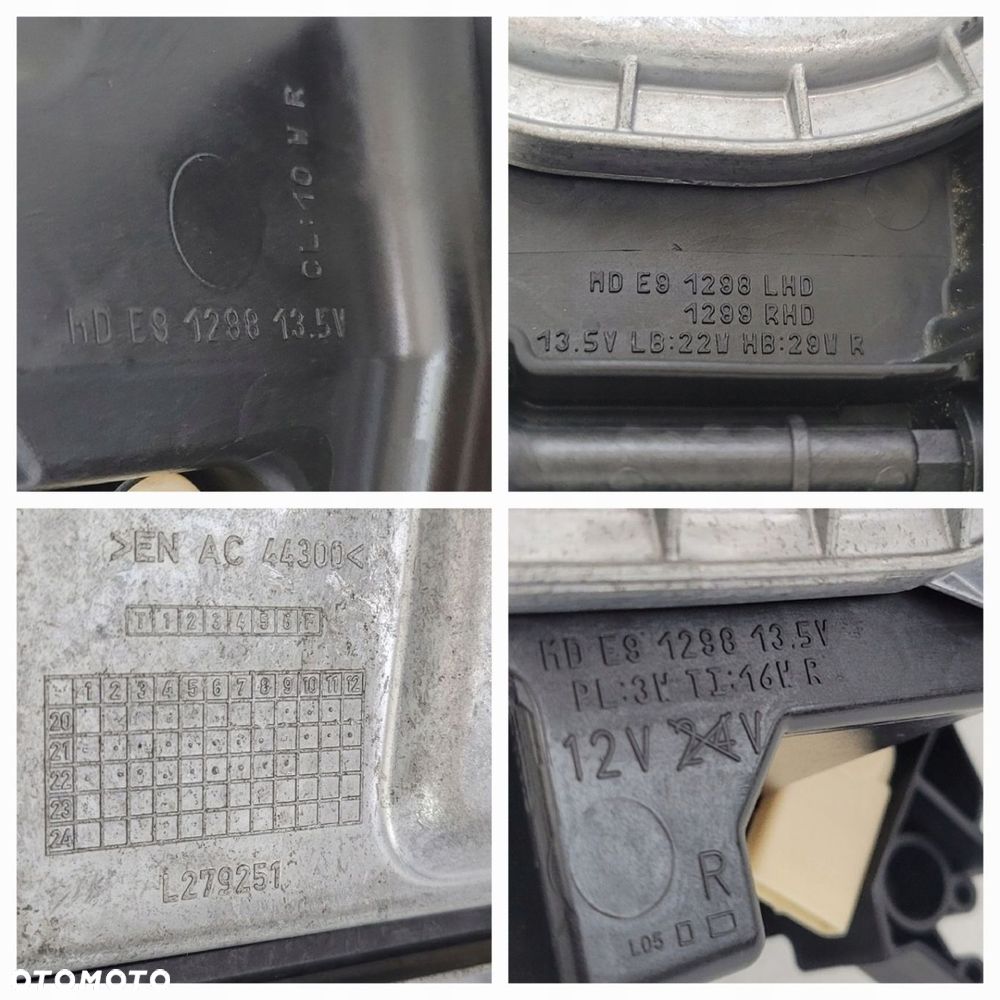 CL:10W R
HD E9 1298 13.5V
HD E9 1298 LHD
1299 RHD
13.5V LB:22W HB:29W R
>EN AC 44300<
T 1 2 3 4 5 6 F
1 2 3 4 5 6 7 8 9 10 11 12
20
21
22
23
24
L279251
HD E9 1298 13.5V
PL:3W TI:16W R
12V 24V
R
L05
OTOMOTO